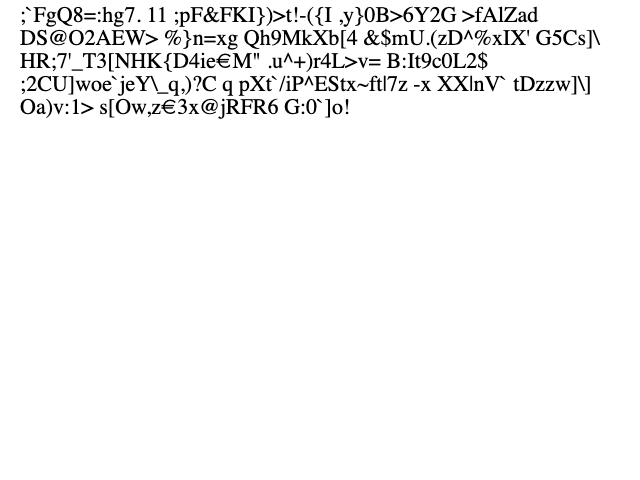 ;`FgQ8=:hg7. 11 ;pF&FKI})>t!-({I ,y}0B>6Y2G >fAlZad
DS@O2AEW> %}n=xg Qh9MkXb[4 &$mU.(zD^%xIX' G5Cs]\
HR;7'_T3[NHK{D4ie€M" .u^+)r4L>v= B:It9c0L2$
;2CU]woe`jeY\_q,)?C q pXt`/iP^EStx~ft|7z -x XX|nV` tDzzw]\]
Oa)v:1> s[Ow,z€3x@jRFR6 G:0`]o!